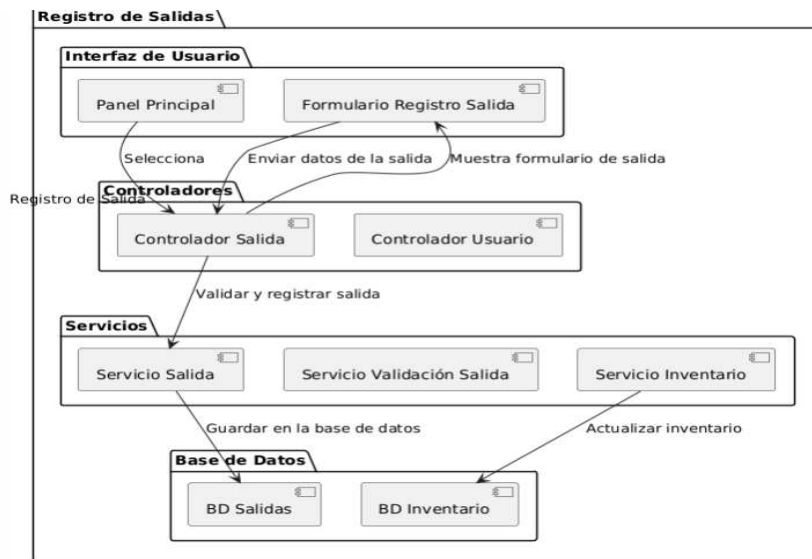 Registro de Salidas
Interfaz de Usuario
Panel Principal
Formulario Registro Salida
Selecciona
Enviar datos de la salida
Muestra formulario de salida
Registro de Salida
Controladores
Controlador Salida
Controlador Usuario
Validar y registrar salida
Servicios
Servicio Salida
Servicio Validación Salida
Servicio Inventario
Guardar en la base de datos
Actualizar inventario
Base de Datos
BD Salidas
BD Inventario